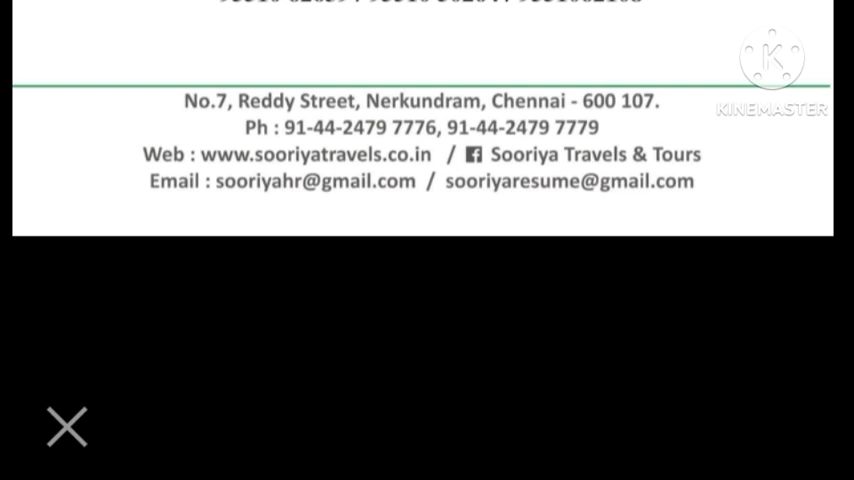 No.7, Reddy Street, Nerkundram, Chennai - 600 107.
Ph : 91-44-2479 7776, 91-44-2479 7779
Web : www.sooriyatravels.co.in / Sooriya Travels & Tours
Email : sooriyahr@gmail.com / sooriyaresume@gmail.com
K
KINEMASTER